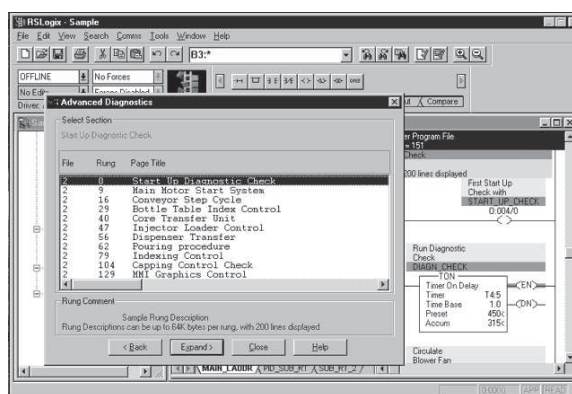 RSLogix - Sample
File Edit View Search Comms Tools Window Help
B3:*
OFFLINE
No Forces
No Edits
Forces Disabled
Driver:
Compare
Advanced Diagnostics
Select Section
Start Up Diagnostic Check
File Rung Page Title
2 0 Start Up Diagnostic Check
2 9 Main Motor Start System
2 16 Conveyor Step Cycle
2 29 Bottle Table Index Control
2 40 Core Transfer Unit
2 47 Injector Loader Control
2 56 Dispenser Transfer
2 62 Pouring procedure
2 79 Indexing Control
2 104 Capping Control Check
2 129 MMI Graphics Control
Rung Comment
Sample Rung Description
Rung Descriptions can be up to 64K bytes per rung, with 200 lines displayed
< Back Expand > Close Help
er Program File
= 151
Check
200 lines displayed
First Start Up
Check with
START_UP_CHECK
O:004/0
Run Diagnostic
Check
DIAGN_CHECK
TON
Timer On Delay
Timer T4:5
Time Base 1.0
Preset 450<
Accum 315<
EN
DN
Circulate
Blower Fan
MAIN_LADDR PID_SUB_RT SUB_RT_2
APP READ